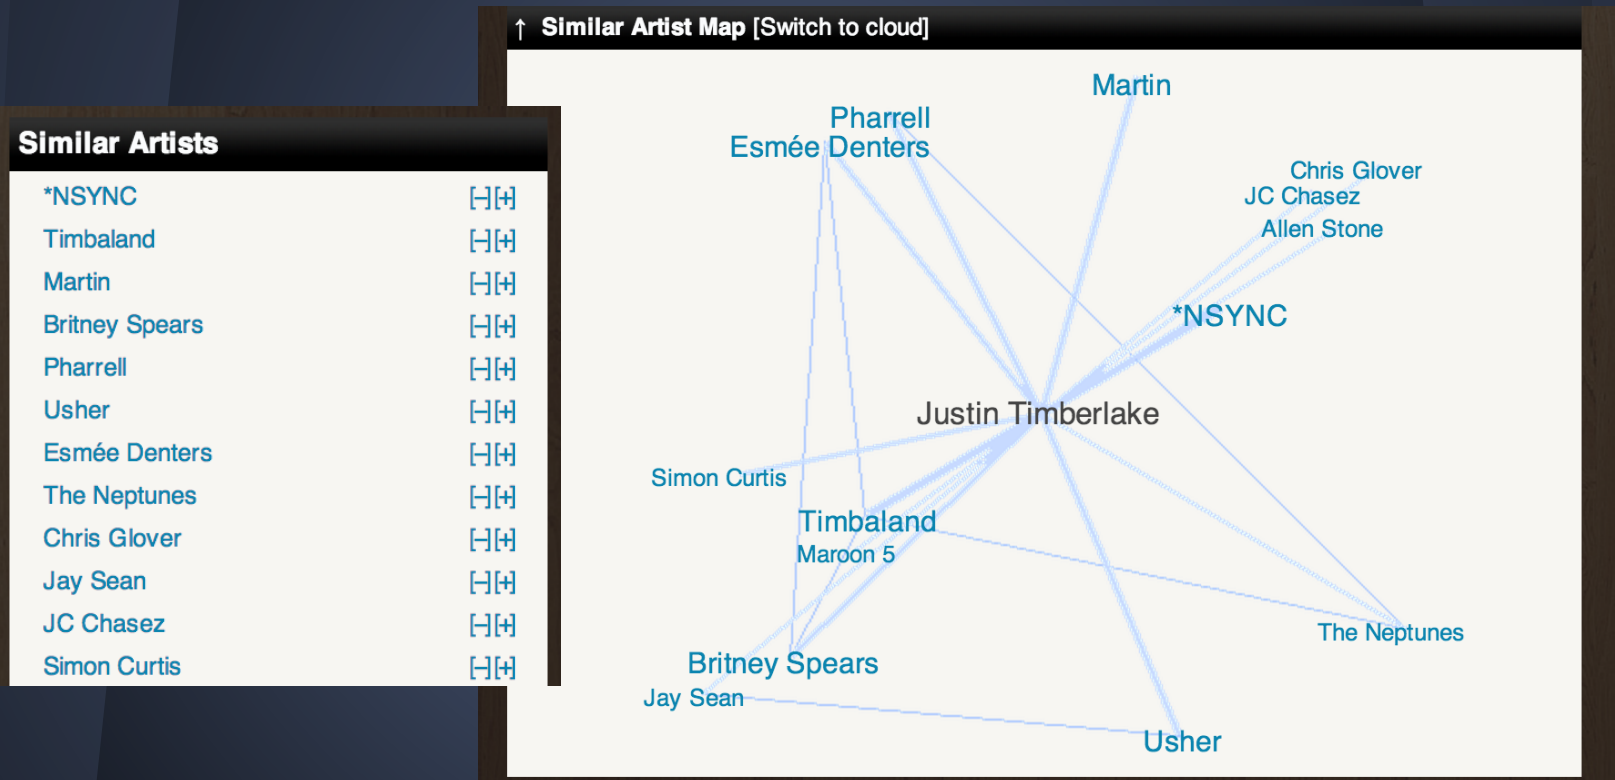 Similar Artists
*NSYNC [–][+]
Timbaland [–][+]
Martin [–][+]
Britney Spears [–][+]
Pharrell [–][+]
Usher [–][+]
Esmée Denters [–][+]
The Neptunes [–][+]
Chris Glover [–][+]
Jay Sean [–][+]
JC Chasez [–][+]
Simon Curtis [–][+]
↑ Similar Artist Map [Switch to cloud]
Martin
Pharrell
Esmée Denters
Chris Glover
JC Chasez
Allen Stone
*NSYNC
Justin Timberlake
Simon Curtis
Timbaland
Maroon 5
The Neptunes
Britney Spears
Jay Sean
Usher